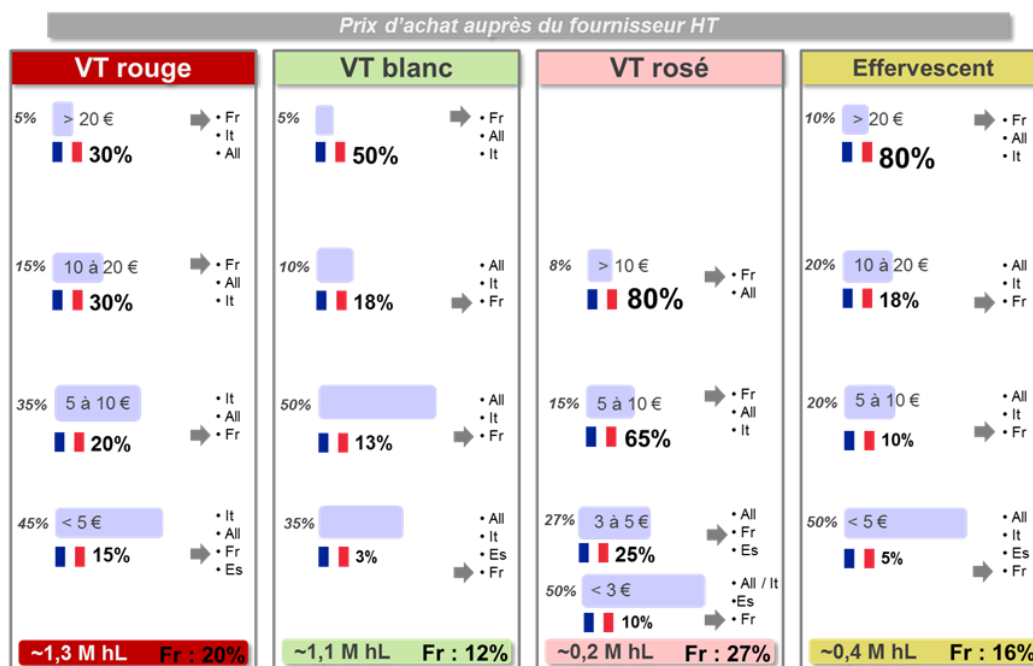 Prix d'achat auprès du fournisseur HT
VT rouge
5%
> 20 €
• Fr
• It
• All
30%
15%
10 à 20 €
• Fr
• All
• It
30%
35%
5 à 10 €
• It
• All
• Fr
20%
45%
< 5 €
• It
• All
• Fr
• Es
15%
~1,3 M hL Fr : 20%
VT blanc
5%
• Fr
• All
• It
50%
10%
• All
• It
• Fr
18%
50%
• All
• It
• Fr
13%
35%
• All
• It
• Es
• Fr
3%
~1,1 M hL Fr : 12%
VT rosé
8%
> 10 €
• Fr
• All
80%
15%
5 à 10 €
• Fr
• All
• It
65%
27%
3 à 5 €
• All
• Fr
• Es
25%
50%
< 3 €
• All / It
•Es
• Fr
10%
~0,2 M hL Fr : 27%
Effervescent
10%
> 20 €
• Fr
• All
• It
80%
20%
10 à 20 €
• All
• It
• Fr
18%
20%
5 à 10 €
• All
• It
• Fr
10%
50%
< 5 €
• All
• It
• Es
• Fr
5%
~0,4 M hL Fr : 16%